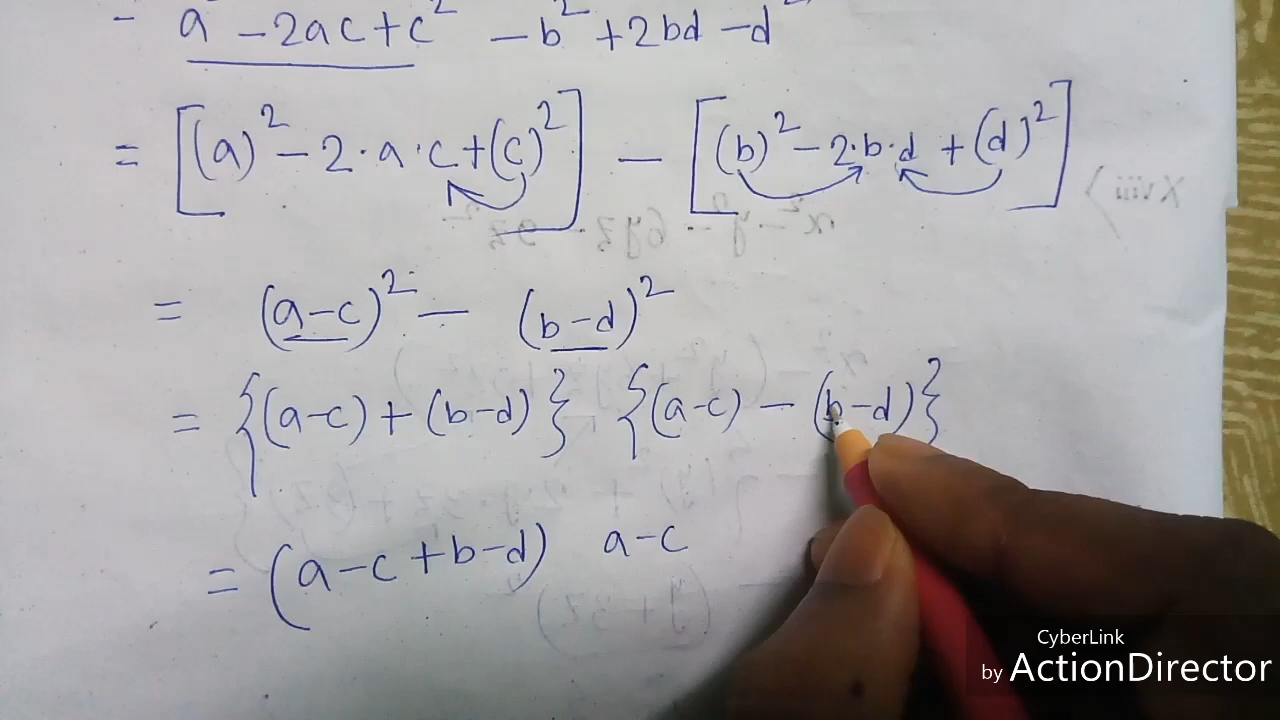 - a² - 2ac + c² - b² + 2bd - d²
= [(a)² - 2·a·c + (c)²] - [(b)² - 2·b·d + (d)²]
= (a-c)² - (b-d)²
= {(a-c) + (b-d)} {(a-c) - (b-d)}
= (a-c+b-d) a-c
CyberLink
by ActionDirector